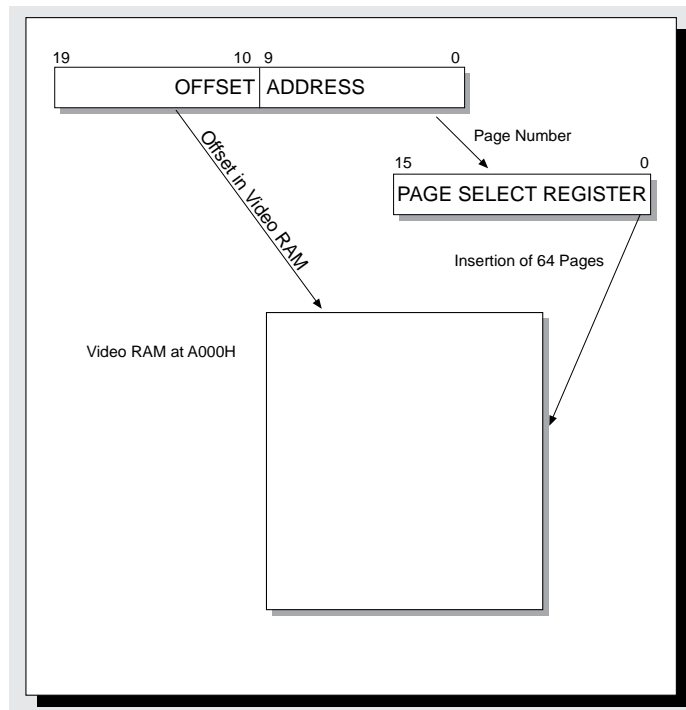 19 10 9 0
OFFSET ADDRESS
Offset in Video RAM
Page Number
15 0
PAGE SELECT REGISTER
Insertion of 64 Pages
Video RAM at A000H